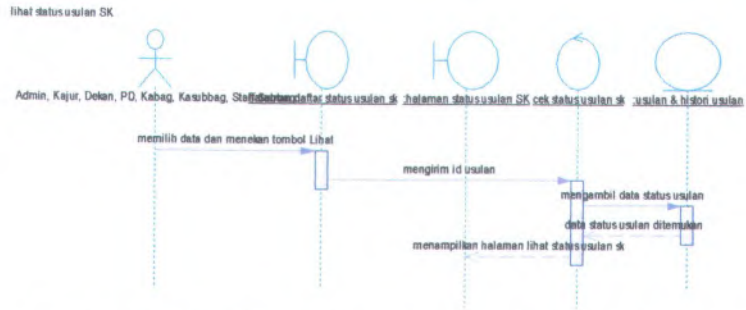 lihat status usulan SK
Admin, Kajur, Dekan, PD, Kabag, Kasubbag, daftar status usulan sk :halaman status usulan SK cek status usulan sk :usulan & histori usulan
memilih data dan menekan tombol Lihat
mengirim id usulan
mengambil data status usulan
data status usulan ditemukan
menampilkan halaman lihat status usulan sk